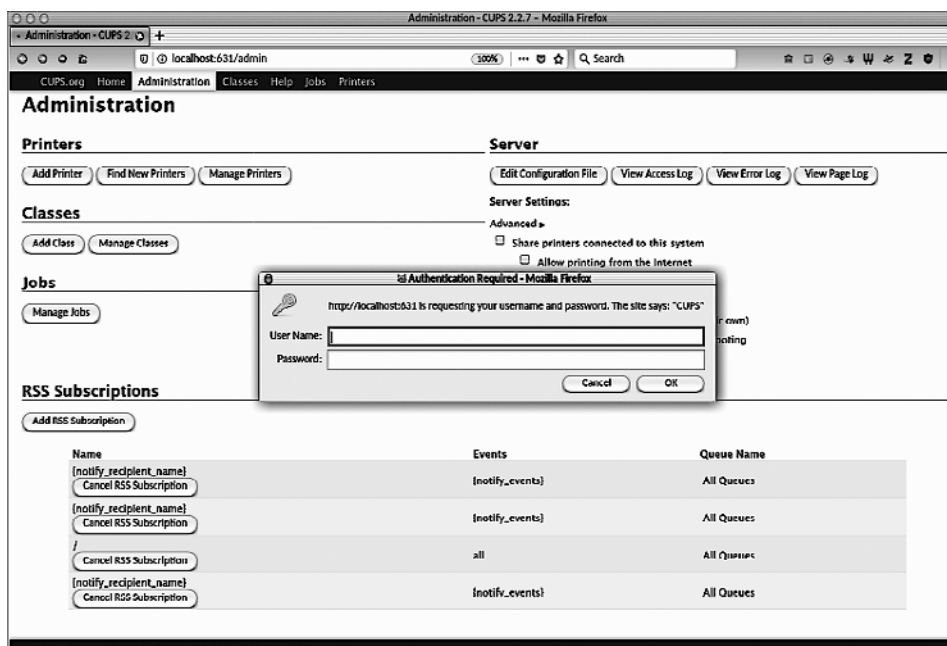 Administration - CUPS 2.2.7 - Mozilla Firefox
Administration - CUPS 2. +
localhost:631/admin 100% Search
CUPS.org Home Administration Classes Help Jobs Printers
Administration
Printers
Add Printer Find New Printers Manage Printers
Classes
Add Class Manage Classes
Jobs
Manage Jobs
Server
Edit Configuration File View Access Log View Error Log View Page Log
Server Settings:
Advanced
Share printers connected to this system
Allow printing from the Internet
ir own)
ooting
Authentication Required - Mozilla Firefox
http://localhost:631 is requesting your username and password. The site says: "CUPS"
User Name:
Password:
Cancel OK
RSS Subscriptions
Add RSS Subscription
Name Events Queue Name
{notify_recipient_name} {notify_events} All Queues
Cancel RSS Subscription
{notify_recipient_name} {notify_events} All Queues
Cancel RSS Subscription
/ all All Queues
Cancel RSS Subscription
{notify_recipient_name} {notify_events} All Queues
Cancel RSS Subscription